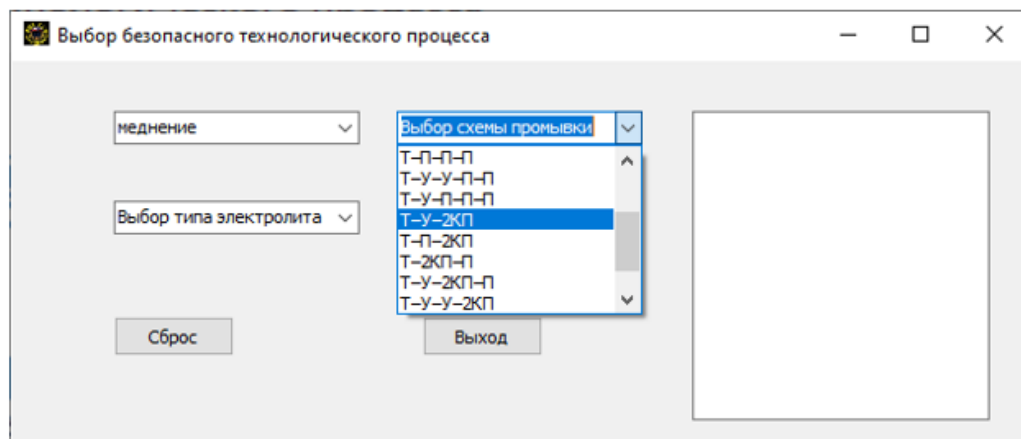 Выбор безопасного технологического процесса
меднение
Выбор схемы промывки
Т–П–П–П
Т–У–У–П–П
Т–У–П–П–П
Т–У–2КП
Т–П–2КП
Т–2КП–П
Т–У–2КП–П
Т–У–У–2КП
Выбор типа электролита
Сброс
Выход